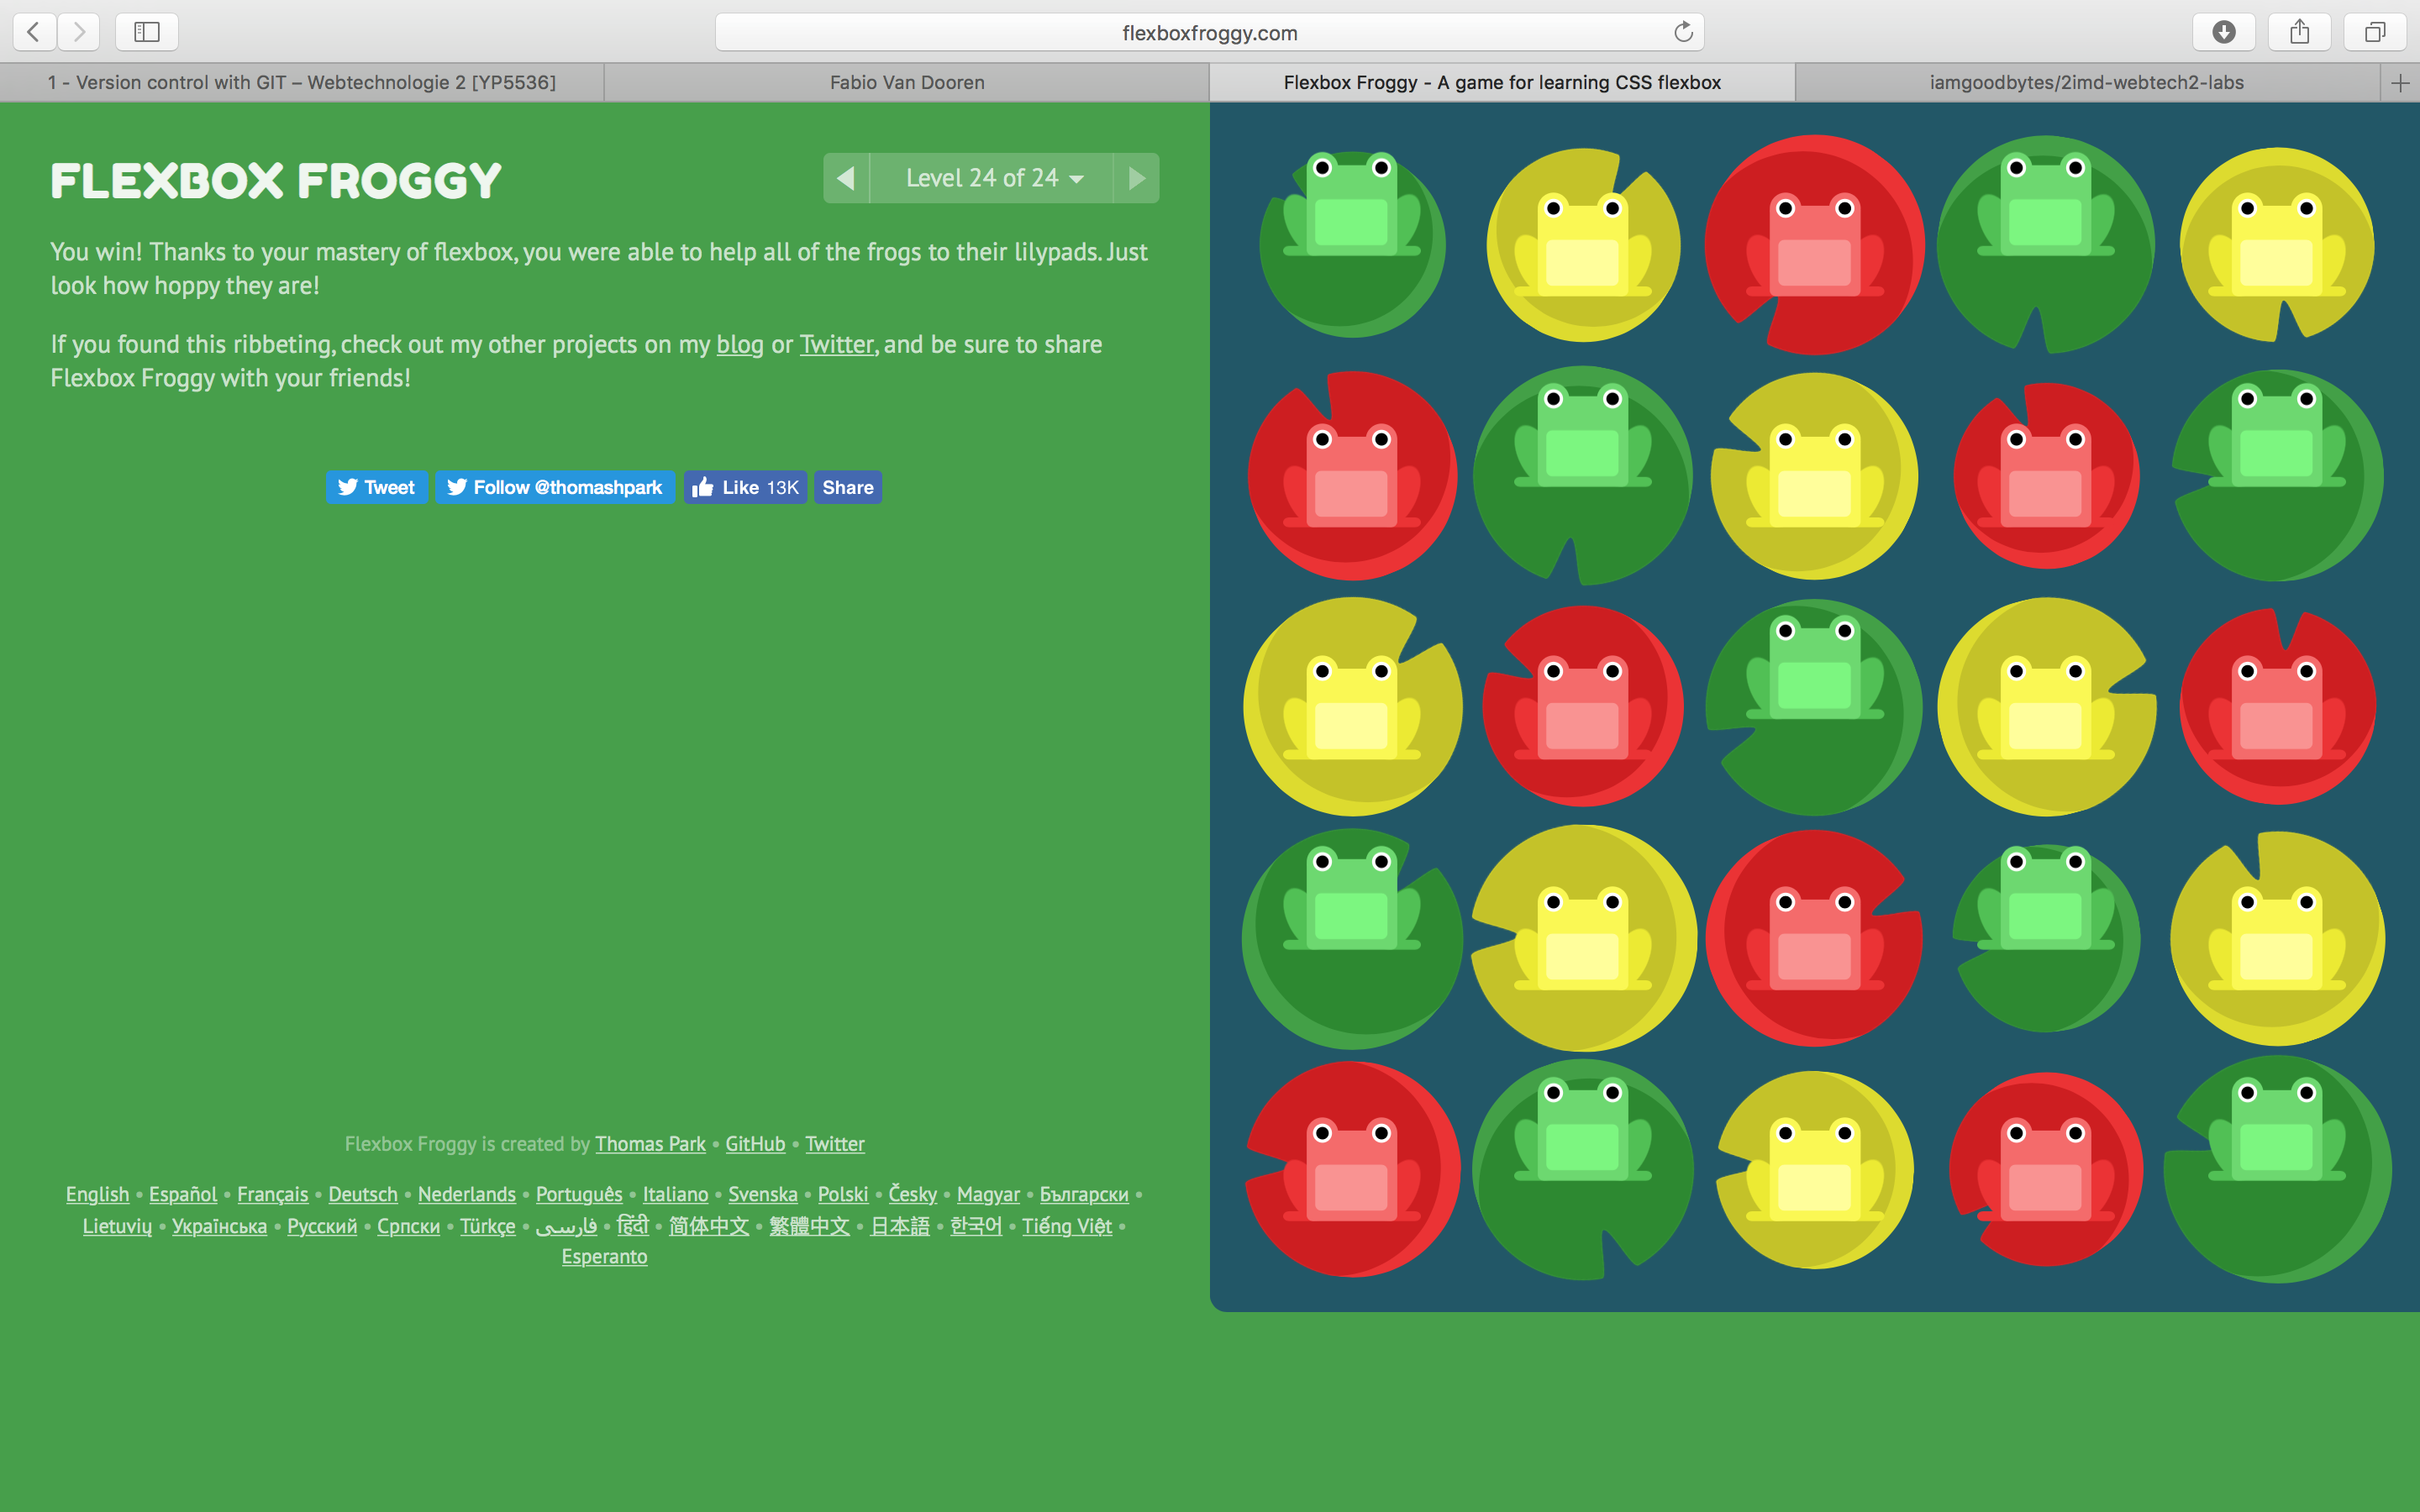 flexboxfroggy.com
1 - Version control with GIT – Webtechnologie 2 [YP5536]
Fabio Van Dooren
Flexbox Froggy - A game for learning CSS flexbox
iamgoodbytes/2imd-webtech2-labs
FLEXBOX FROGGY
Level 24 of 24
You win! Thanks to your mastery of flexbox, you were able to help all of the frogs to their lilypads. Just
look how hoppy they are!
If you found this ribbeting, check out my other projects on my blog or Twitter, and be sure to share
Flexbox Froggy with your friends!
Tweet
Follow @thomashpark
Like 13K
Share
Flexbox Froggy is created by Thomas Park • GitHub • Twitter
English • Español • Français • Deutsch • Nederlands • Português • Italiano • Svenska • Polski • Česky • Magyar • Български •
Lietuvių • Українська • Русский • Српски • Türkçe • فارسی • हिंदी • 简体中文 • 繁體中文 • 日本語 • 한국어 • Tiếng Việt •
Esperanto